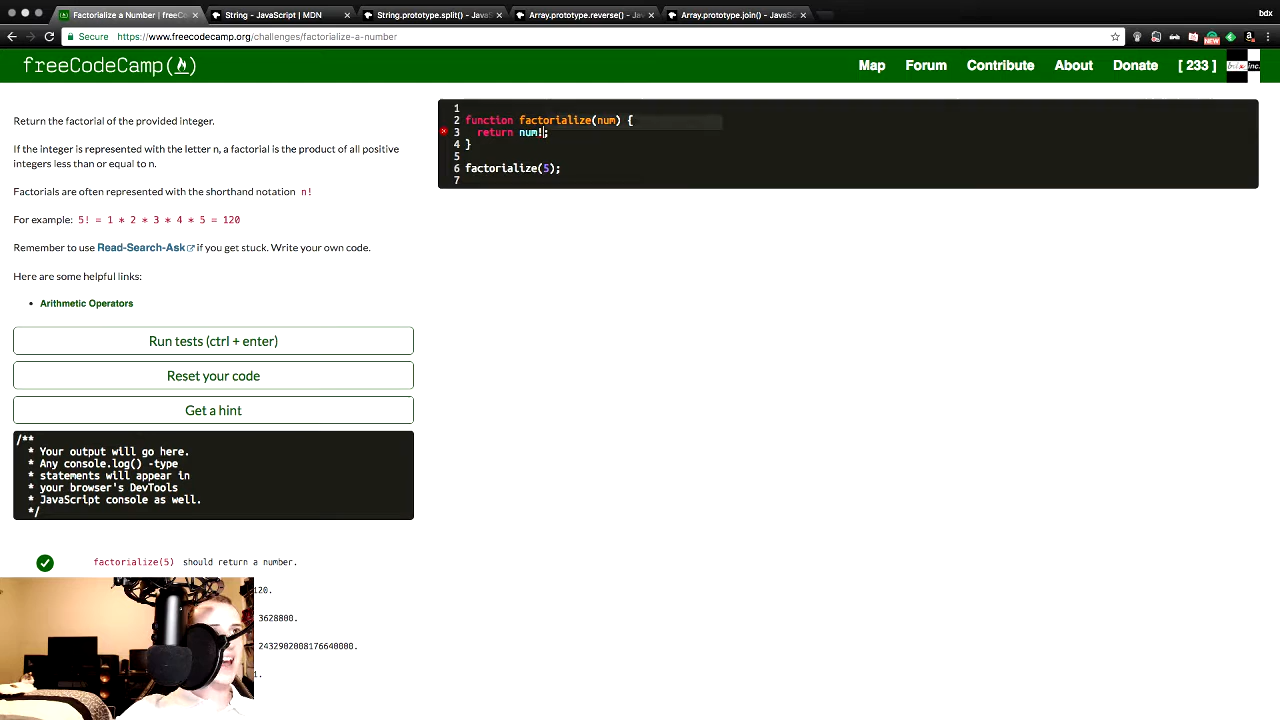 Factorialize a Number | freeC
String - JavaScript | MDN
String.prototype.split() - JavaS
Array.prototype.reverse() - Jav
Array.prototype.join() - JavaSc
bdx
Secure
https://www.freecodecamp.org/challenges/factorialize-a-number
NEW
freeCodeCamp
Map
Forum
Contribute
About
Donate
[ 233 ]
inc.
Return the factorial of the provided integer.
If the integer is represented with the letter n, a factorial is the product of all positive
integers less than or equal to n.
Factorials are often represented with the shorthand notation n!
For example: 5! = 1 * 2 * 3 * 4 * 5 = 120
Remember to use Read-Search-Ask if you get stuck. Write your own code.
Here are some helpful links:
Arithmetic Operators
Run tests (ctrl + enter)
Reset your code
Get a hint
/**
* Your output will go here.
* Any console.log() -type
* statements will appear in
* your browser's DevTools
* JavaScript console as well.
*/
factorialize(5) should return a number.
120.
3628800.
2432902008176640000.
1.
1
2 function factorialize(num) {
3 return num!;
4 }
5
6 factorialize(5);
7